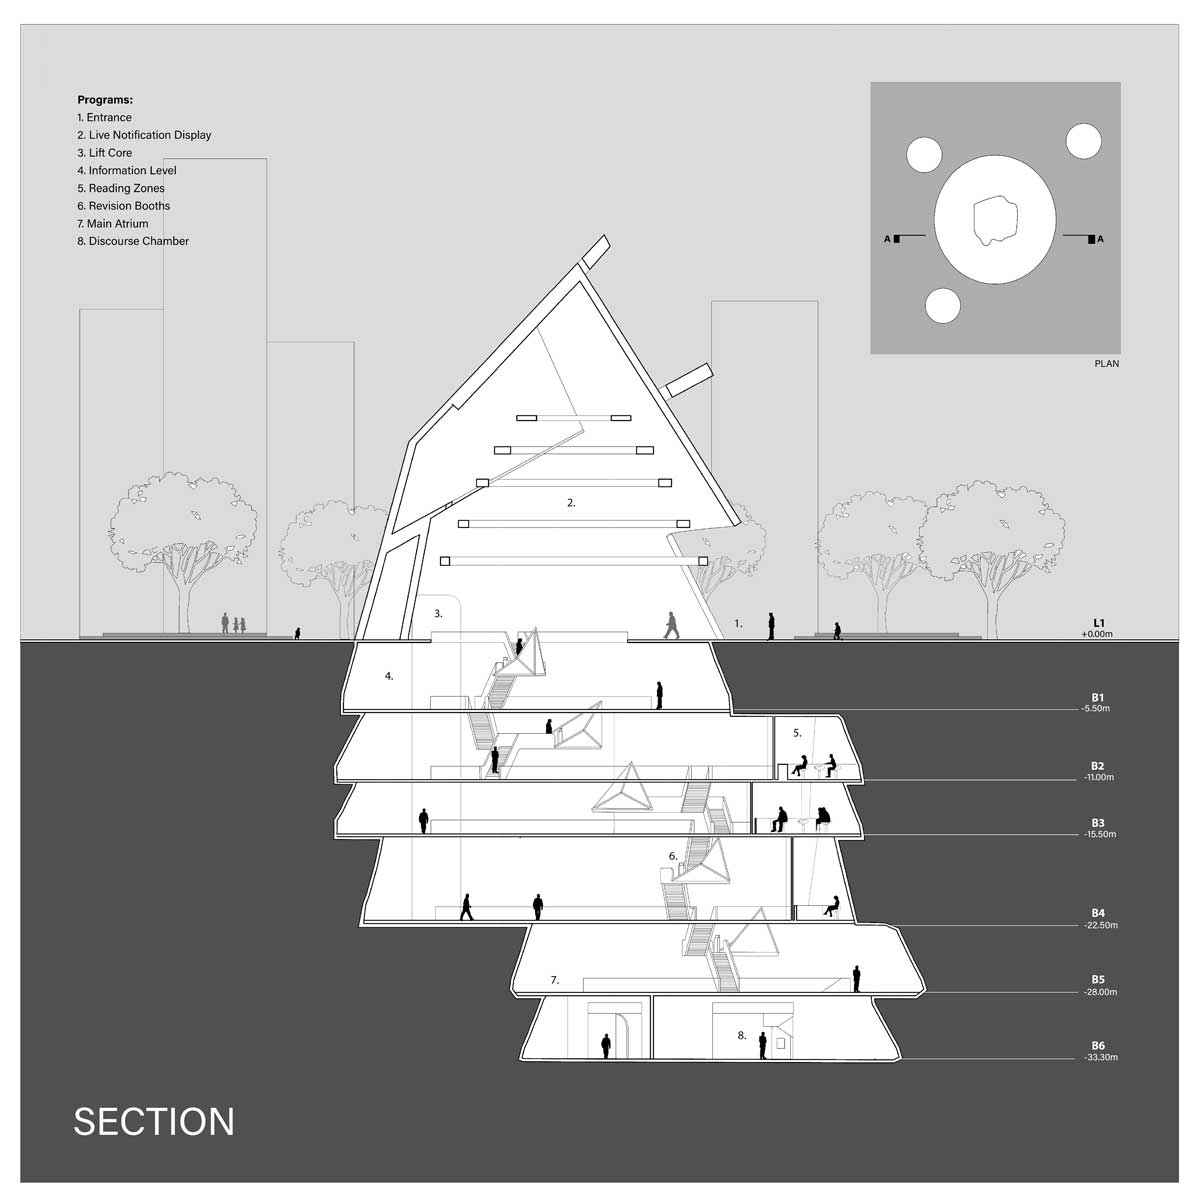 Programs:
1. Entrance
2. Live Notification Display
3. Lift Core
4. Information Level
5. Reading Zones
6. Revision Booths
7. Main Atrium
8. Discourse Chamber
A A
PLAN
2.
3.
1.
L1
+0.00m
4.
B1
-5.50m
5.
B2
-11.00m
B3
-15.50m
6.
B4
-22.50m
7.
B5
-28.00m
8.
B6
-33.30m
SECTION